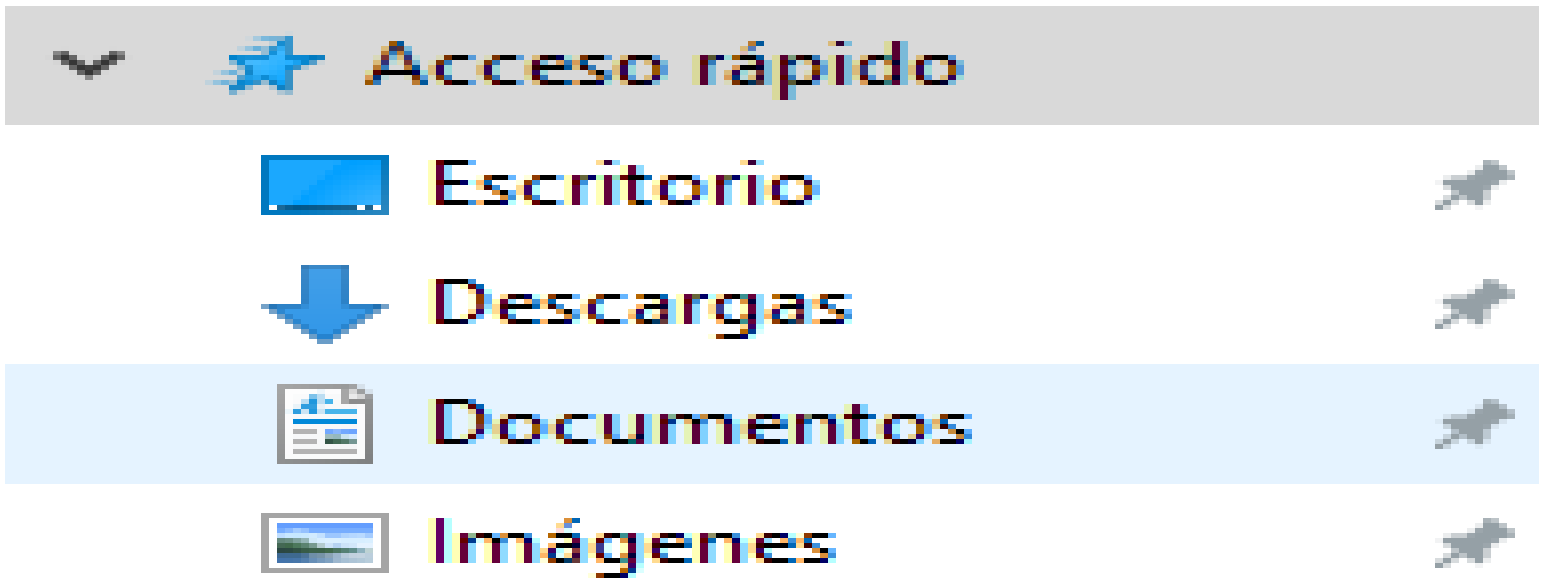 Acceso rápido
Escritorio
Descargas
Documentos
Imágenes